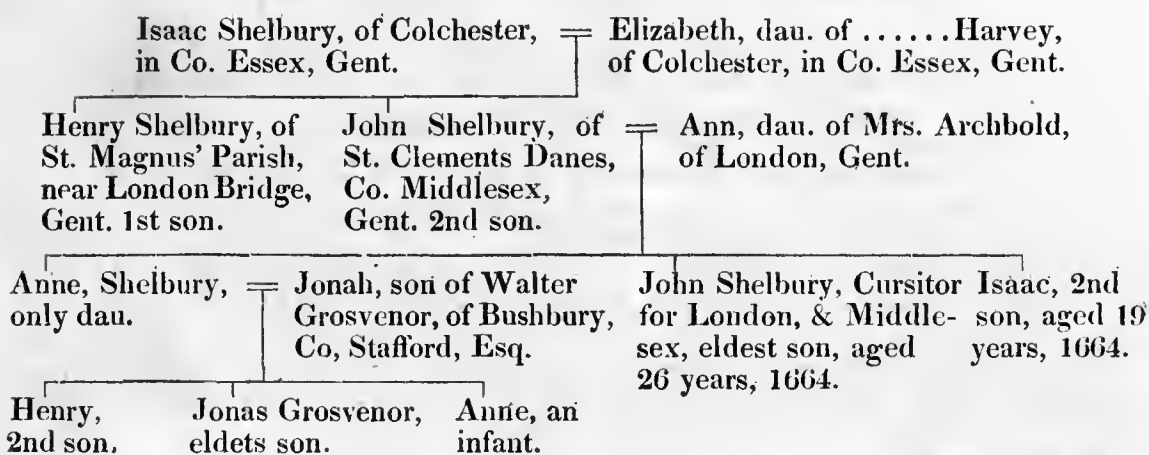 Isaac Shelbury, of Colchester, = Elizabeth, dau. of ......Harvey,
in Co. Essex, Gent. of Colchester, in Co. Essex, Gent.
Henry Shelbury, of
St. Magnus' Parish,
near London Bridge,
Gent. 1st son.
John Shelbury, of
St. Clements Danes,
Co. Middlesex,
Gent. 2nd son.
= Ann, dau. of Mrs. Archbold,
of London, Gent.
Anne, Shelbury,
only dau.
= Jonah, son of Walter
Grosvenor, of Bushbury,
Co, Stafford, Esq.
John Shelbury, Cursitor
for London, & Middle-
sex, eldest son, aged
26 years, 1664.
Isaac, 2nd
son, aged 19
years, 1664.
Henry,
2nd son.
Jonas Grosvenor,
eldets son.
Anne, an
infant.